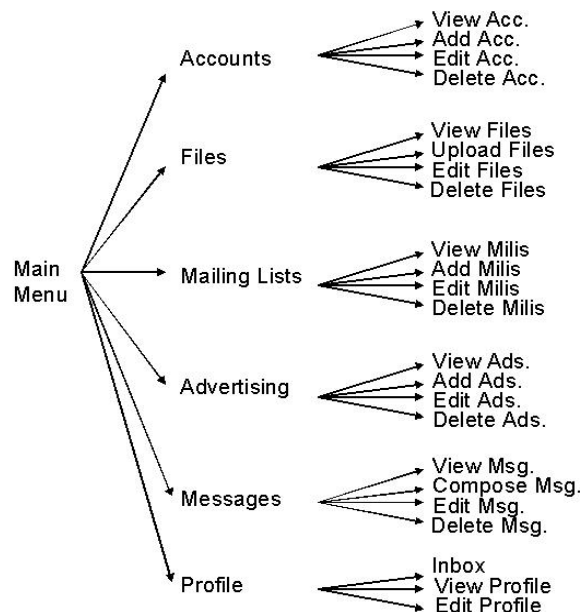 Main
Menu
Accounts
View Acc.
Add Acc.
Edit Acc.
Delete Acc.
Files
View Files
Upload Files
Edit Files
Delete Files
Mailing Lists
View Milis
Add Milis
Edit Milis
Delete Milis
Advertising
View Ads.
Add Ads.
Edit Ads.
Delete Ads.
Messages
View Msg.
Compose Msg.
Edit Msg.
Delete Msg.
Profile
Inbox
View Profile
Edit Profile